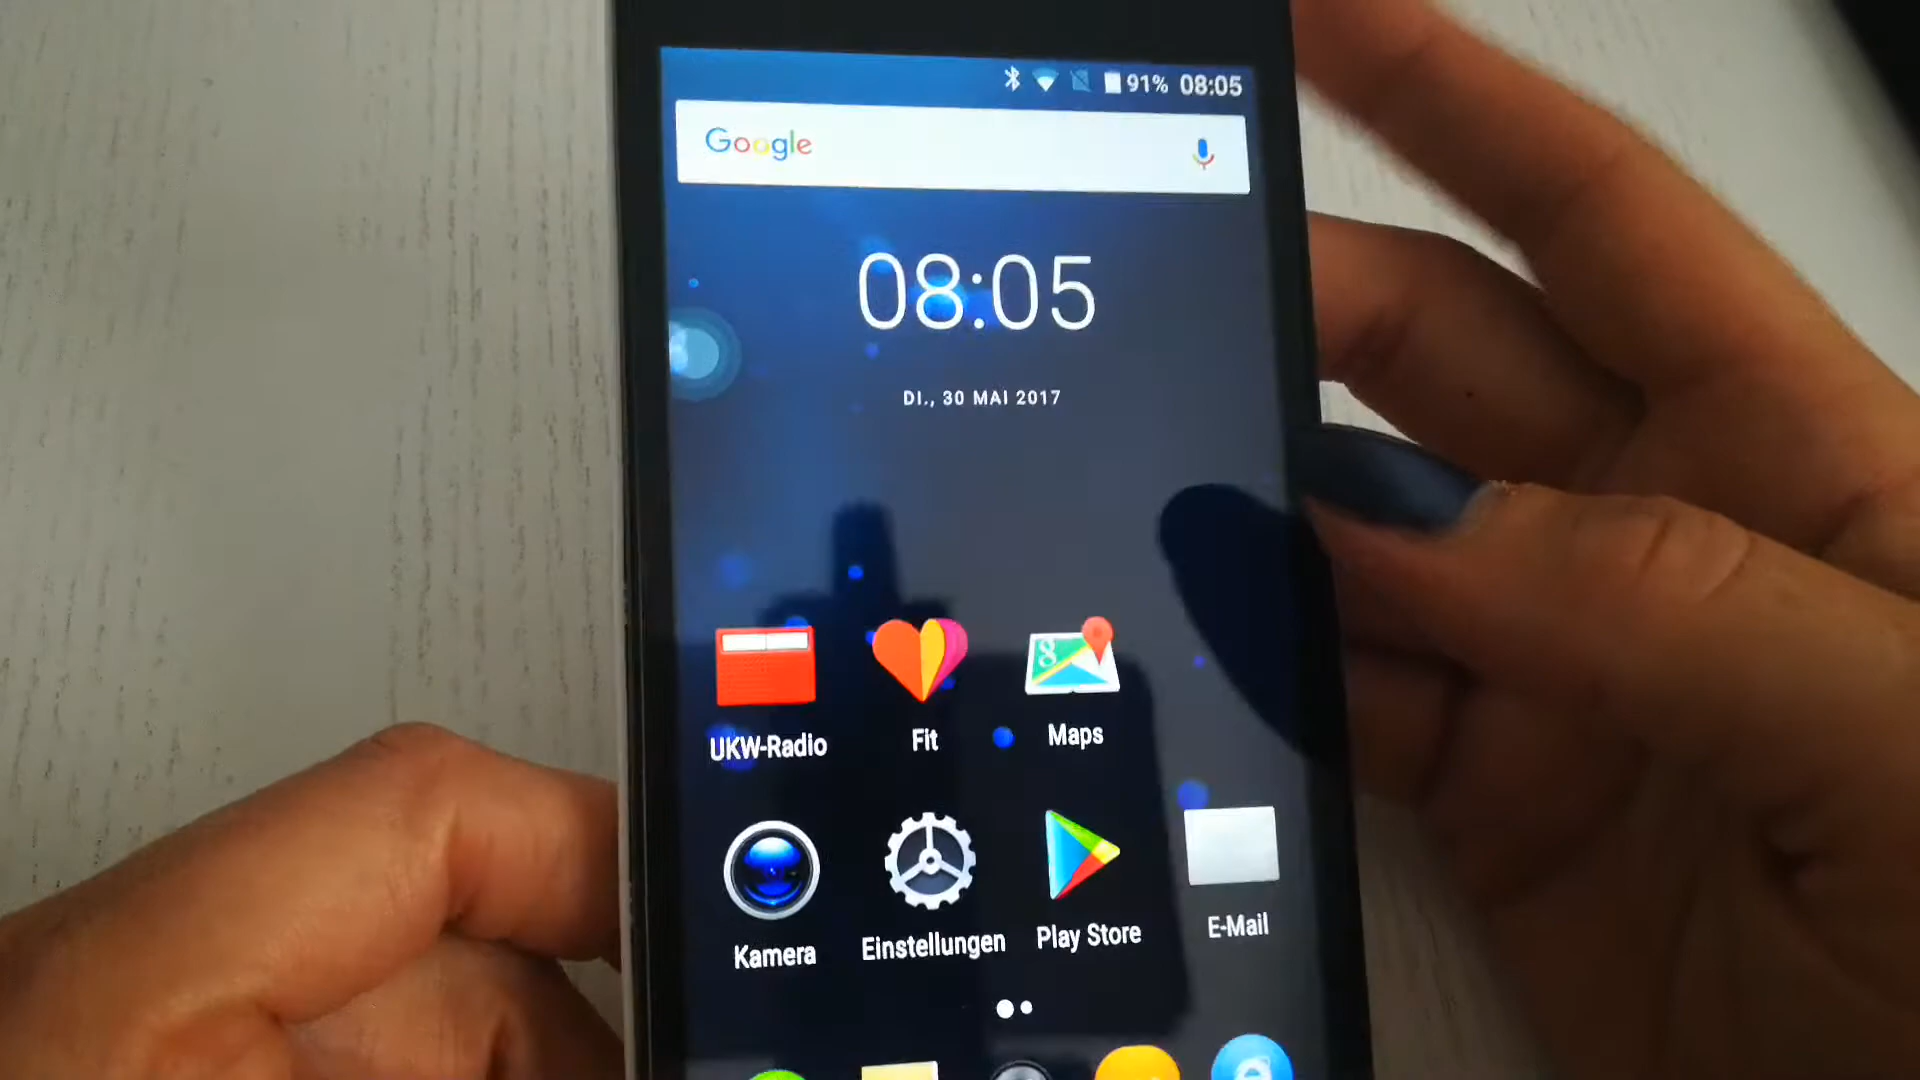 91% 08:05
Google
08:05
DI., 30 MAI 2017
UKW-Radio Fit Maps
Kamera Einstellungen Play Store E-Mail